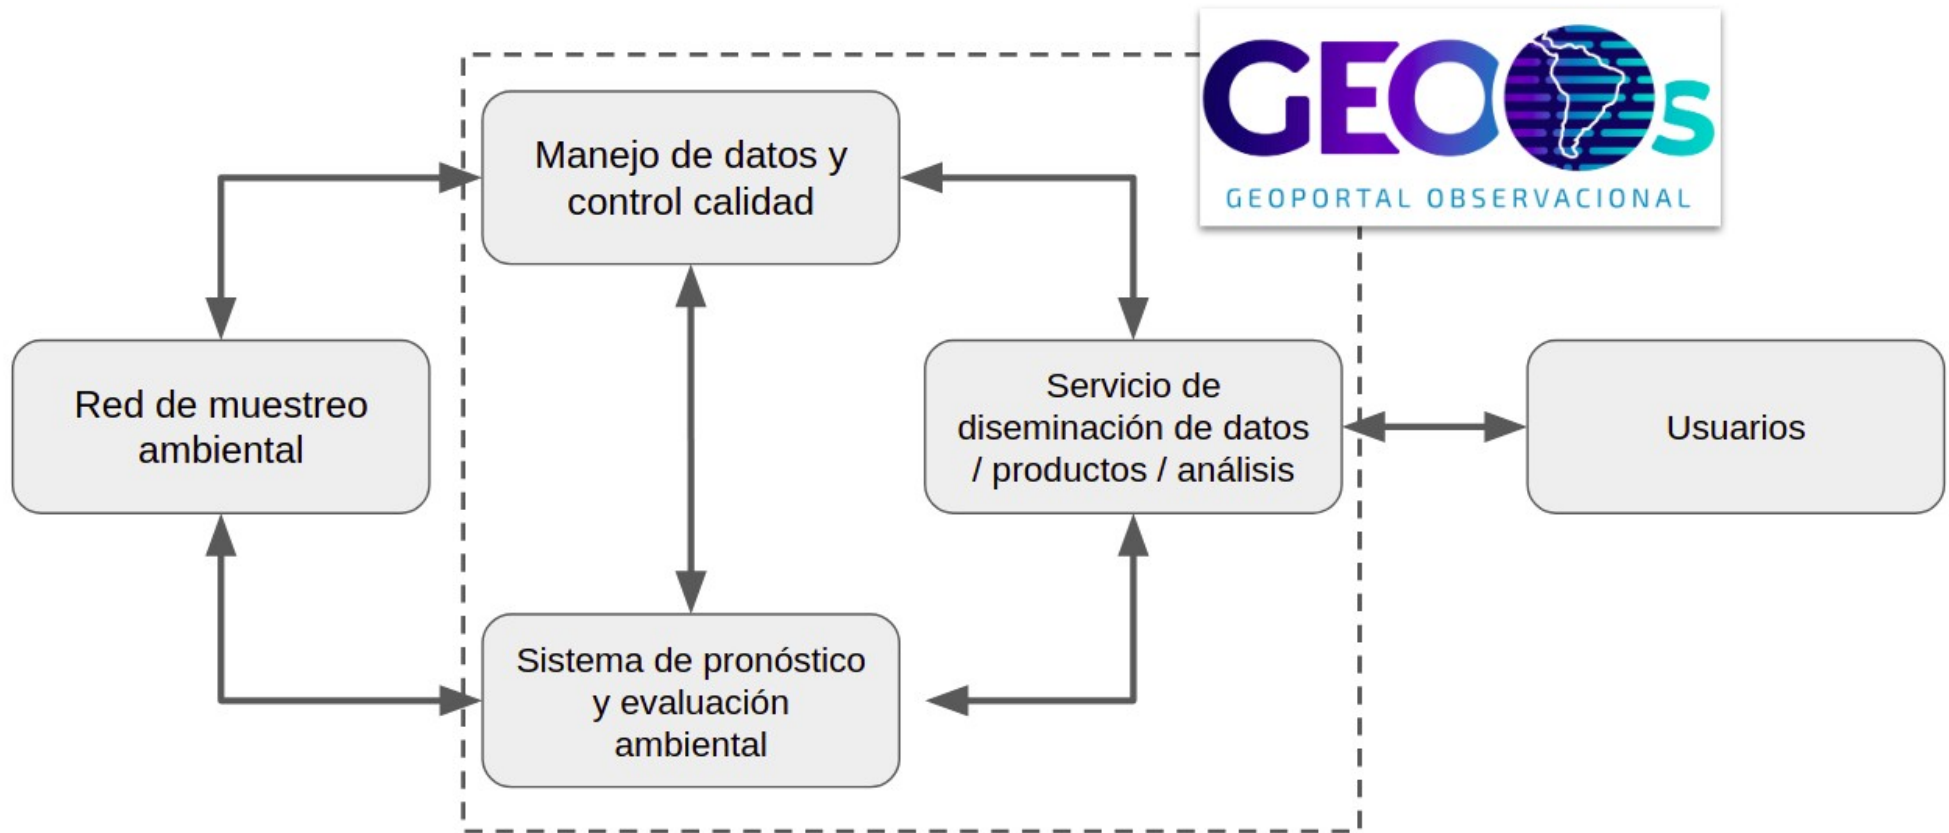 GEOOs
GEOPORTAL OBSERVACIONAL
Manejo de datos y
control calidad
Red de muestreo
ambiental
Servicio de
diseminación de datos
/ productos / análisis
Usuarios
Sistema de pronóstico
y evaluación
ambiental